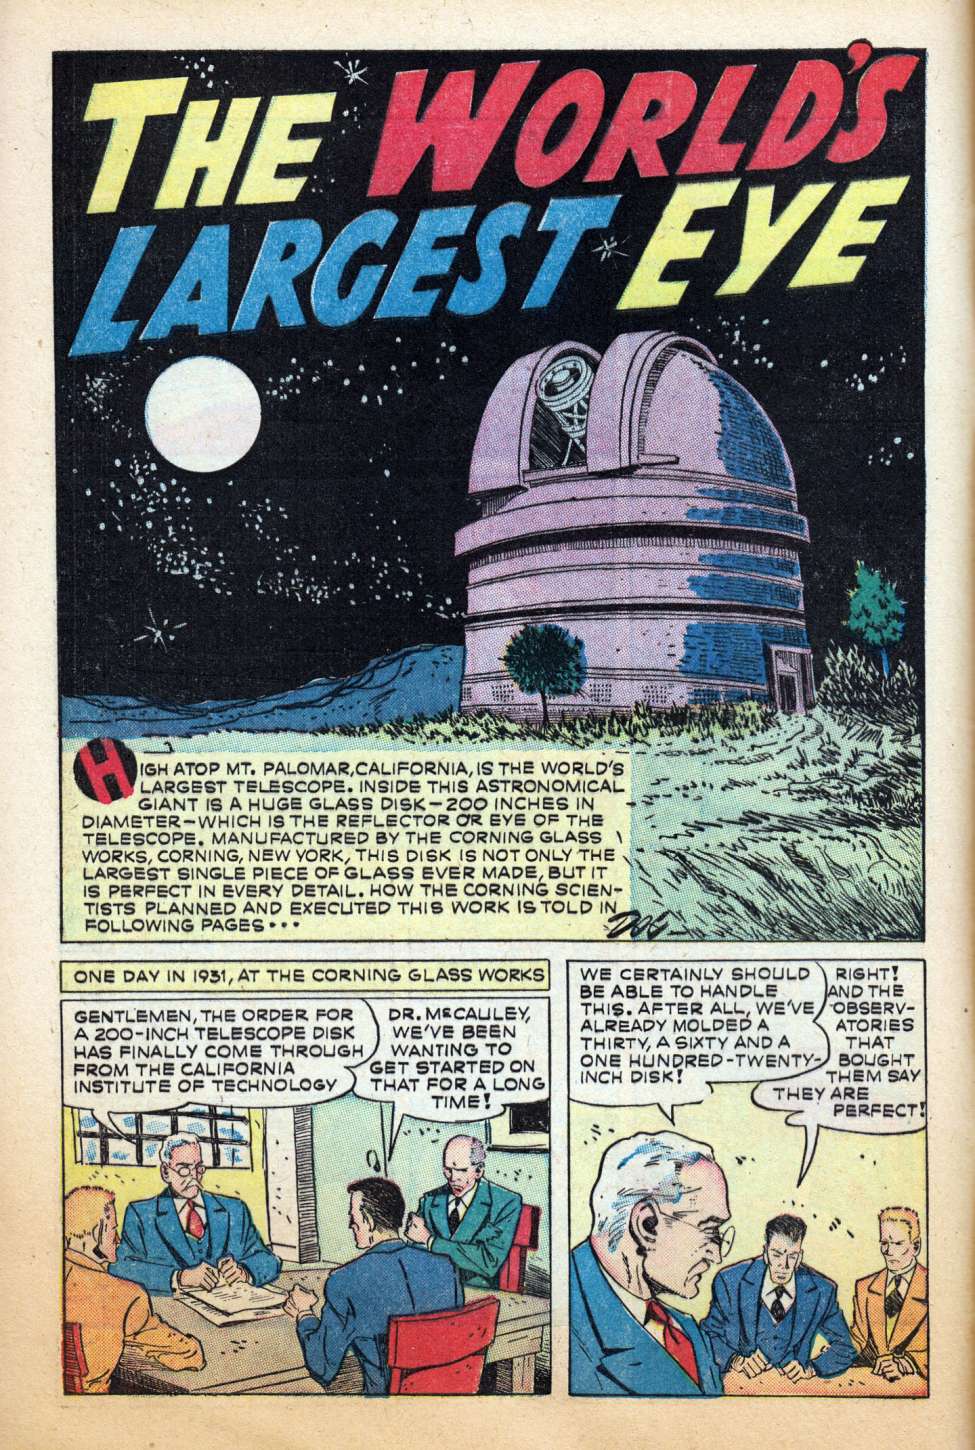 THE WORLD'S
LARGEST EYE
HIGH ATOP MT. PALOMAR, CALIFORNIA, IS THE WORLD'S
LARGEST TELESCOPE. INSIDE THIS ASTRONOMICAL
GIANT IS A HUGE GLASS DISK—200 INCHES IN
DIAMETER—WHICH IS THE REFLECTOR OR EYE OF THE
TELESCOPE. MANUFACTURED BY THE CORNING GLASS
WORKS, CORNING, NEW YORK, THIS DISK IS NOT ONLY THE
LARGEST SINGLE PIECE OF GLASS EVER MADE, BUT IT
IS PERFECT IN EVERY DETAIL. HOW THE CORNING SCIEN-
TISTS PLANNED AND EXECUTED THIS WORK IS TOLD IN
FOLLOWING PAGES...
ONE DAY IN 1931, AT THE CORNING GLASS WORKS
GENTLEMEN, THE ORDER FOR
A 200-INCH TELESCOPE DISK
HAS FINALLY COME THROUGH
FROM THE CALIFORNIA
INSTITUTE OF TECHNOLOGY
DR. McCAULEY,
WE'VE BEEN
WANTING TO
GET STARTED ON
THAT FOR A LONG
TIME!
WE CERTAINLY SHOULD
BE ABLE TO HANDLE
THIS. AFTER ALL, WE'VE
ALREADY MOLDED A
THIRTY, A SIXTY AND A
ONE HUNDRED-TWENTY-
INCH DISK!
RIGHT!
AND THE
OBSERV-
ATORIES
THAT
BOUGHT
THEM SAY
THEY ARE
PERFECT!